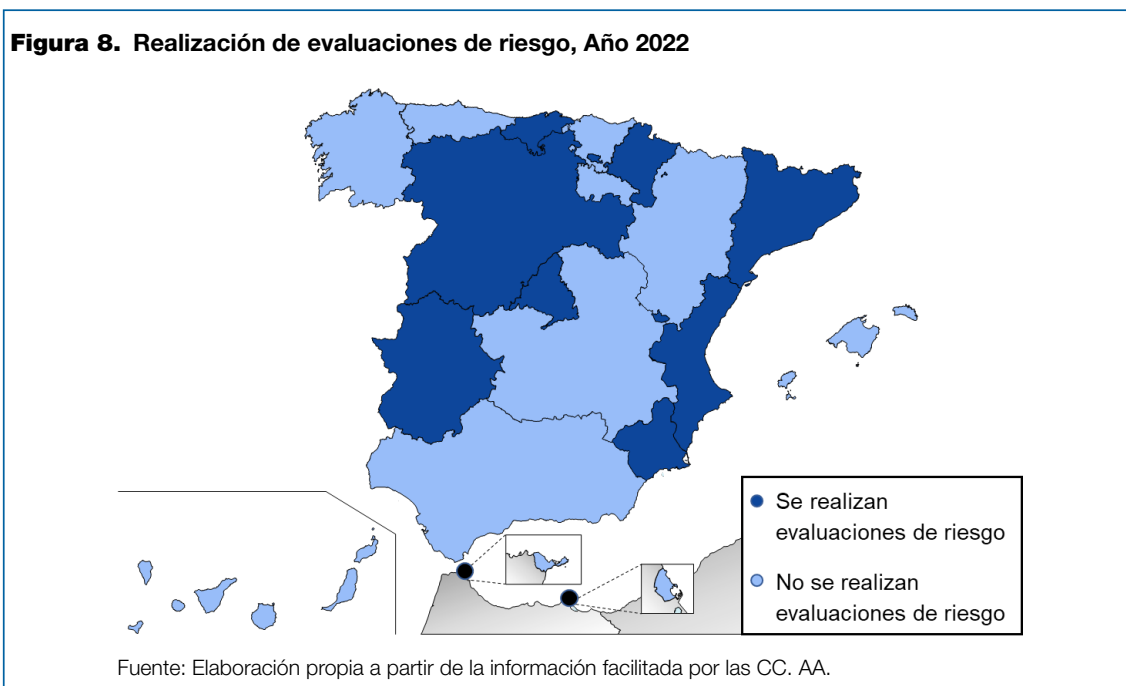 Figura 8. Realización de evaluaciones de riesgo, Año 2022
Se realizan
evaluaciones de riesgo
No se realizan
evaluaciones de riesgo
Fuente: Elaboración propia a partir de la información facilitada por las CC. AA.